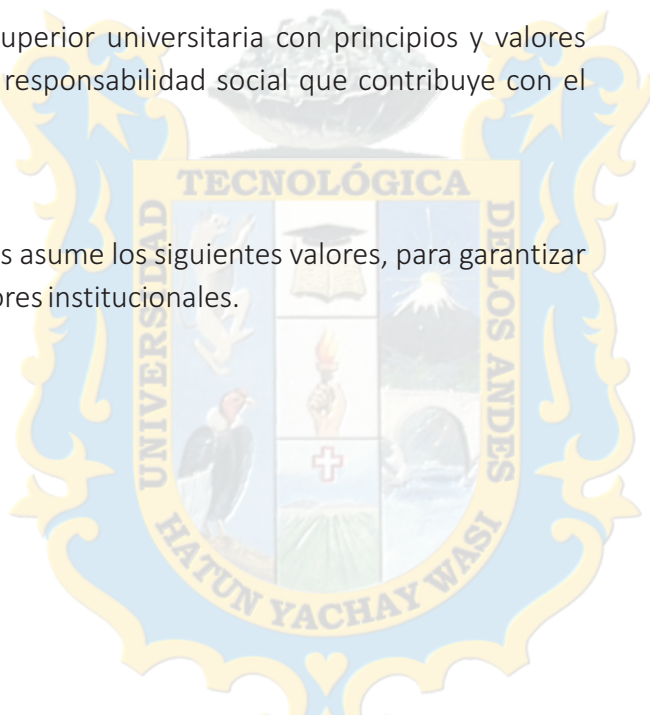 uperior universitaria con principios y valores
responsabilidad social que contribuye con el
s asume los siguientes valores, para garantizar
ores institucionales.
UNIVERSIDAD TECNOLÓGICA DE LOS ANDES
HATUN YACHAY WASI